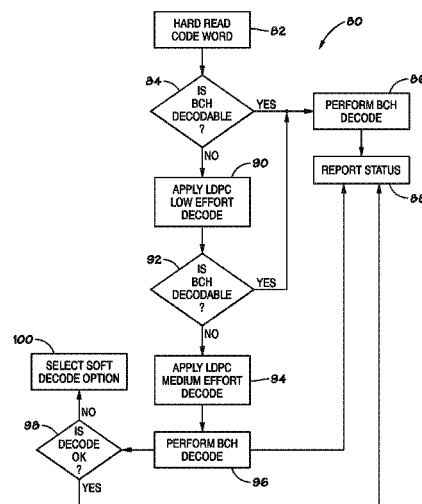 HARD READ
CODE WORD
82
80
84
IS
BCH
DECODABLE
?
YES
NO
86
PERFORM BCH
DECODE
REPORT STATUS
88
90
APPLY LDPC
LOW EFFORT
DECODE
92
IS
BCH
DECODABLE
?
YES
NO
100
SELECT SOFT
DECODE OPTION
APPLY LDPC
MEDIUM EFFORT
DECODE
94
NO
98
IS
DECODE
OK
?
YES
PERFORM BCH
DECODE
96